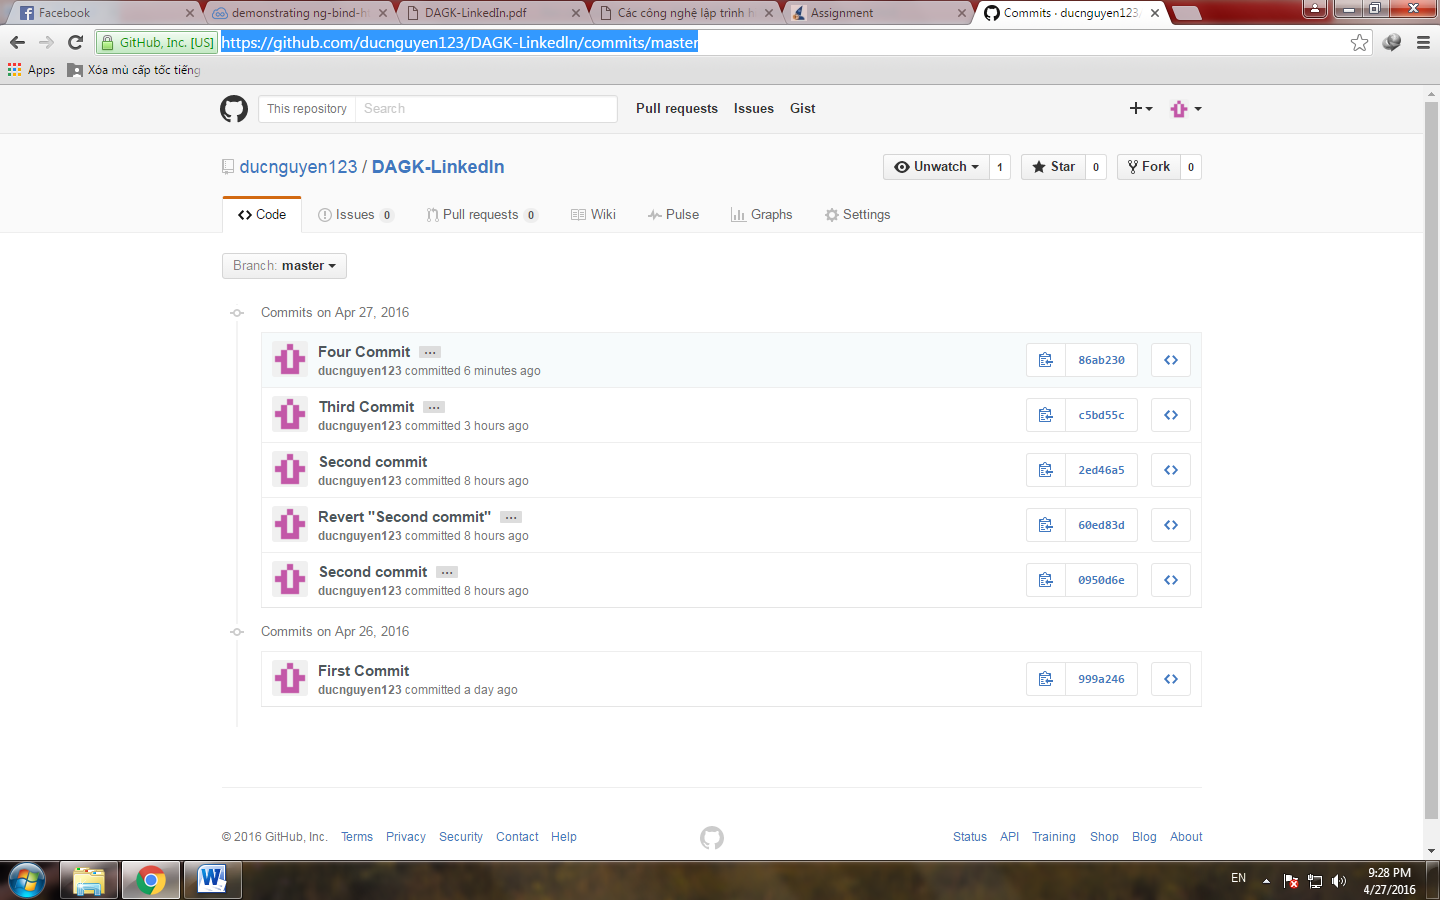 Facebook
demonstrating ng-bind-ht
DAGK-LinkedIn.pdf
Các công nghệ lập trình h
Assignment
Commits · ducnguyen123
GitHub, Inc. [US]
https://github.com/ducnguyen123/DAGK-LinkedIn/commits/master
Apps
Xóa mù cấp tốc tiếng
This repository
Search
Pull requests
Issues
Gist
ducnguyen123 / DAGK-LinkedIn
Unwatch 1
Star 0
Fork 0
Code
Issues 0
Pull requests 0
Wiki
Pulse
Graphs
Settings
Branch: master
Commits on Apr 27, 2016
Four Commit …
ducnguyen123 committed 6 minutes ago
86ab230
Third Commit …
ducnguyen123 committed 3 hours ago
c5bd55c
Second commit
ducnguyen123 committed 8 hours ago
2ed46a5
Revert "Second commit" …
ducnguyen123 committed 8 hours ago
60ed83d
Second commit …
ducnguyen123 committed 8 hours ago
0950d6e
Commits on Apr 26, 2016
First Commit
ducnguyen123 committed a day ago
999a246
© 2016 GitHub, Inc.
Terms
Privacy
Security
Contact
Help
Status
API
Training
Shop
Blog
About
EN
9:28 PM
4/27/2016